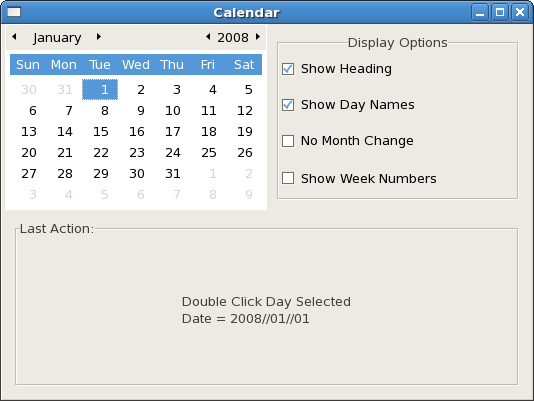 Calendar
January 2008
Sun Mon Tue Wed Thu Fri Sat
30 31 1 2 3 4 5
6 7 8 9 10 11 12
13 14 15 16 17 18 19
20 21 22 23 24 25 26
27 28 29 30 31 1 2
3 4 5 6 7 8 9
Display Options
Show Heading
Show Day Names
No Month Change
Show Week Numbers
Last Action:
Double Click Day Selected
Date = 2008//01//01